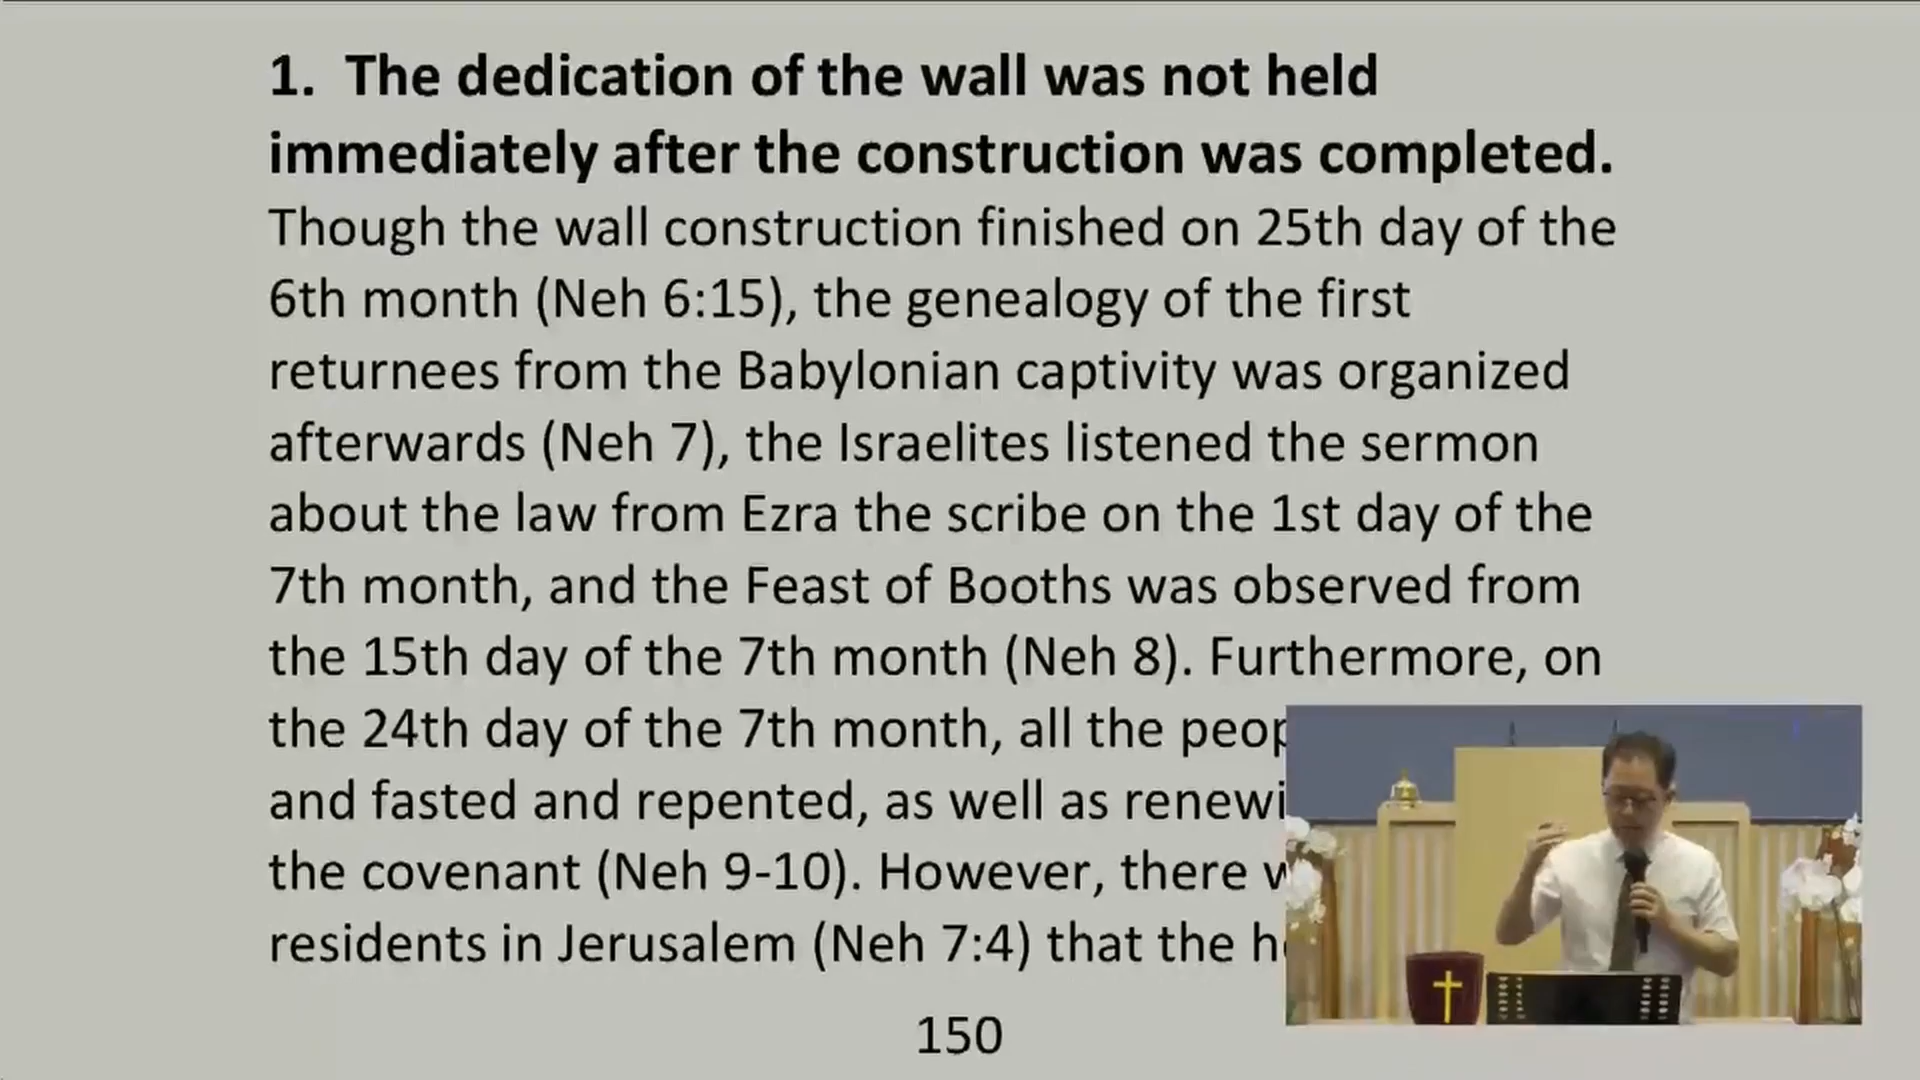 1. The dedication of the wall was not held
immediately after the construction was completed.
Though the wall construction finished on 25th day of the
6th month (Neh 6:15), the genealogy of the first
returnees from the Babylonian captivity was organized
afterwards (Neh 7), the Israelites listened the sermon
about the law from Ezra the scribe on the 1st day of the
7th month, and the Feast of Booths was observed from
the 15th day of the 7th month (Neh 8). Furthermore, on
the 24th day of the 7th month, all the
and fasted and repented, as well as
the covenant (Neh 9-10). However, there
residents in Jerusalem (Neh 7:4) that the
150